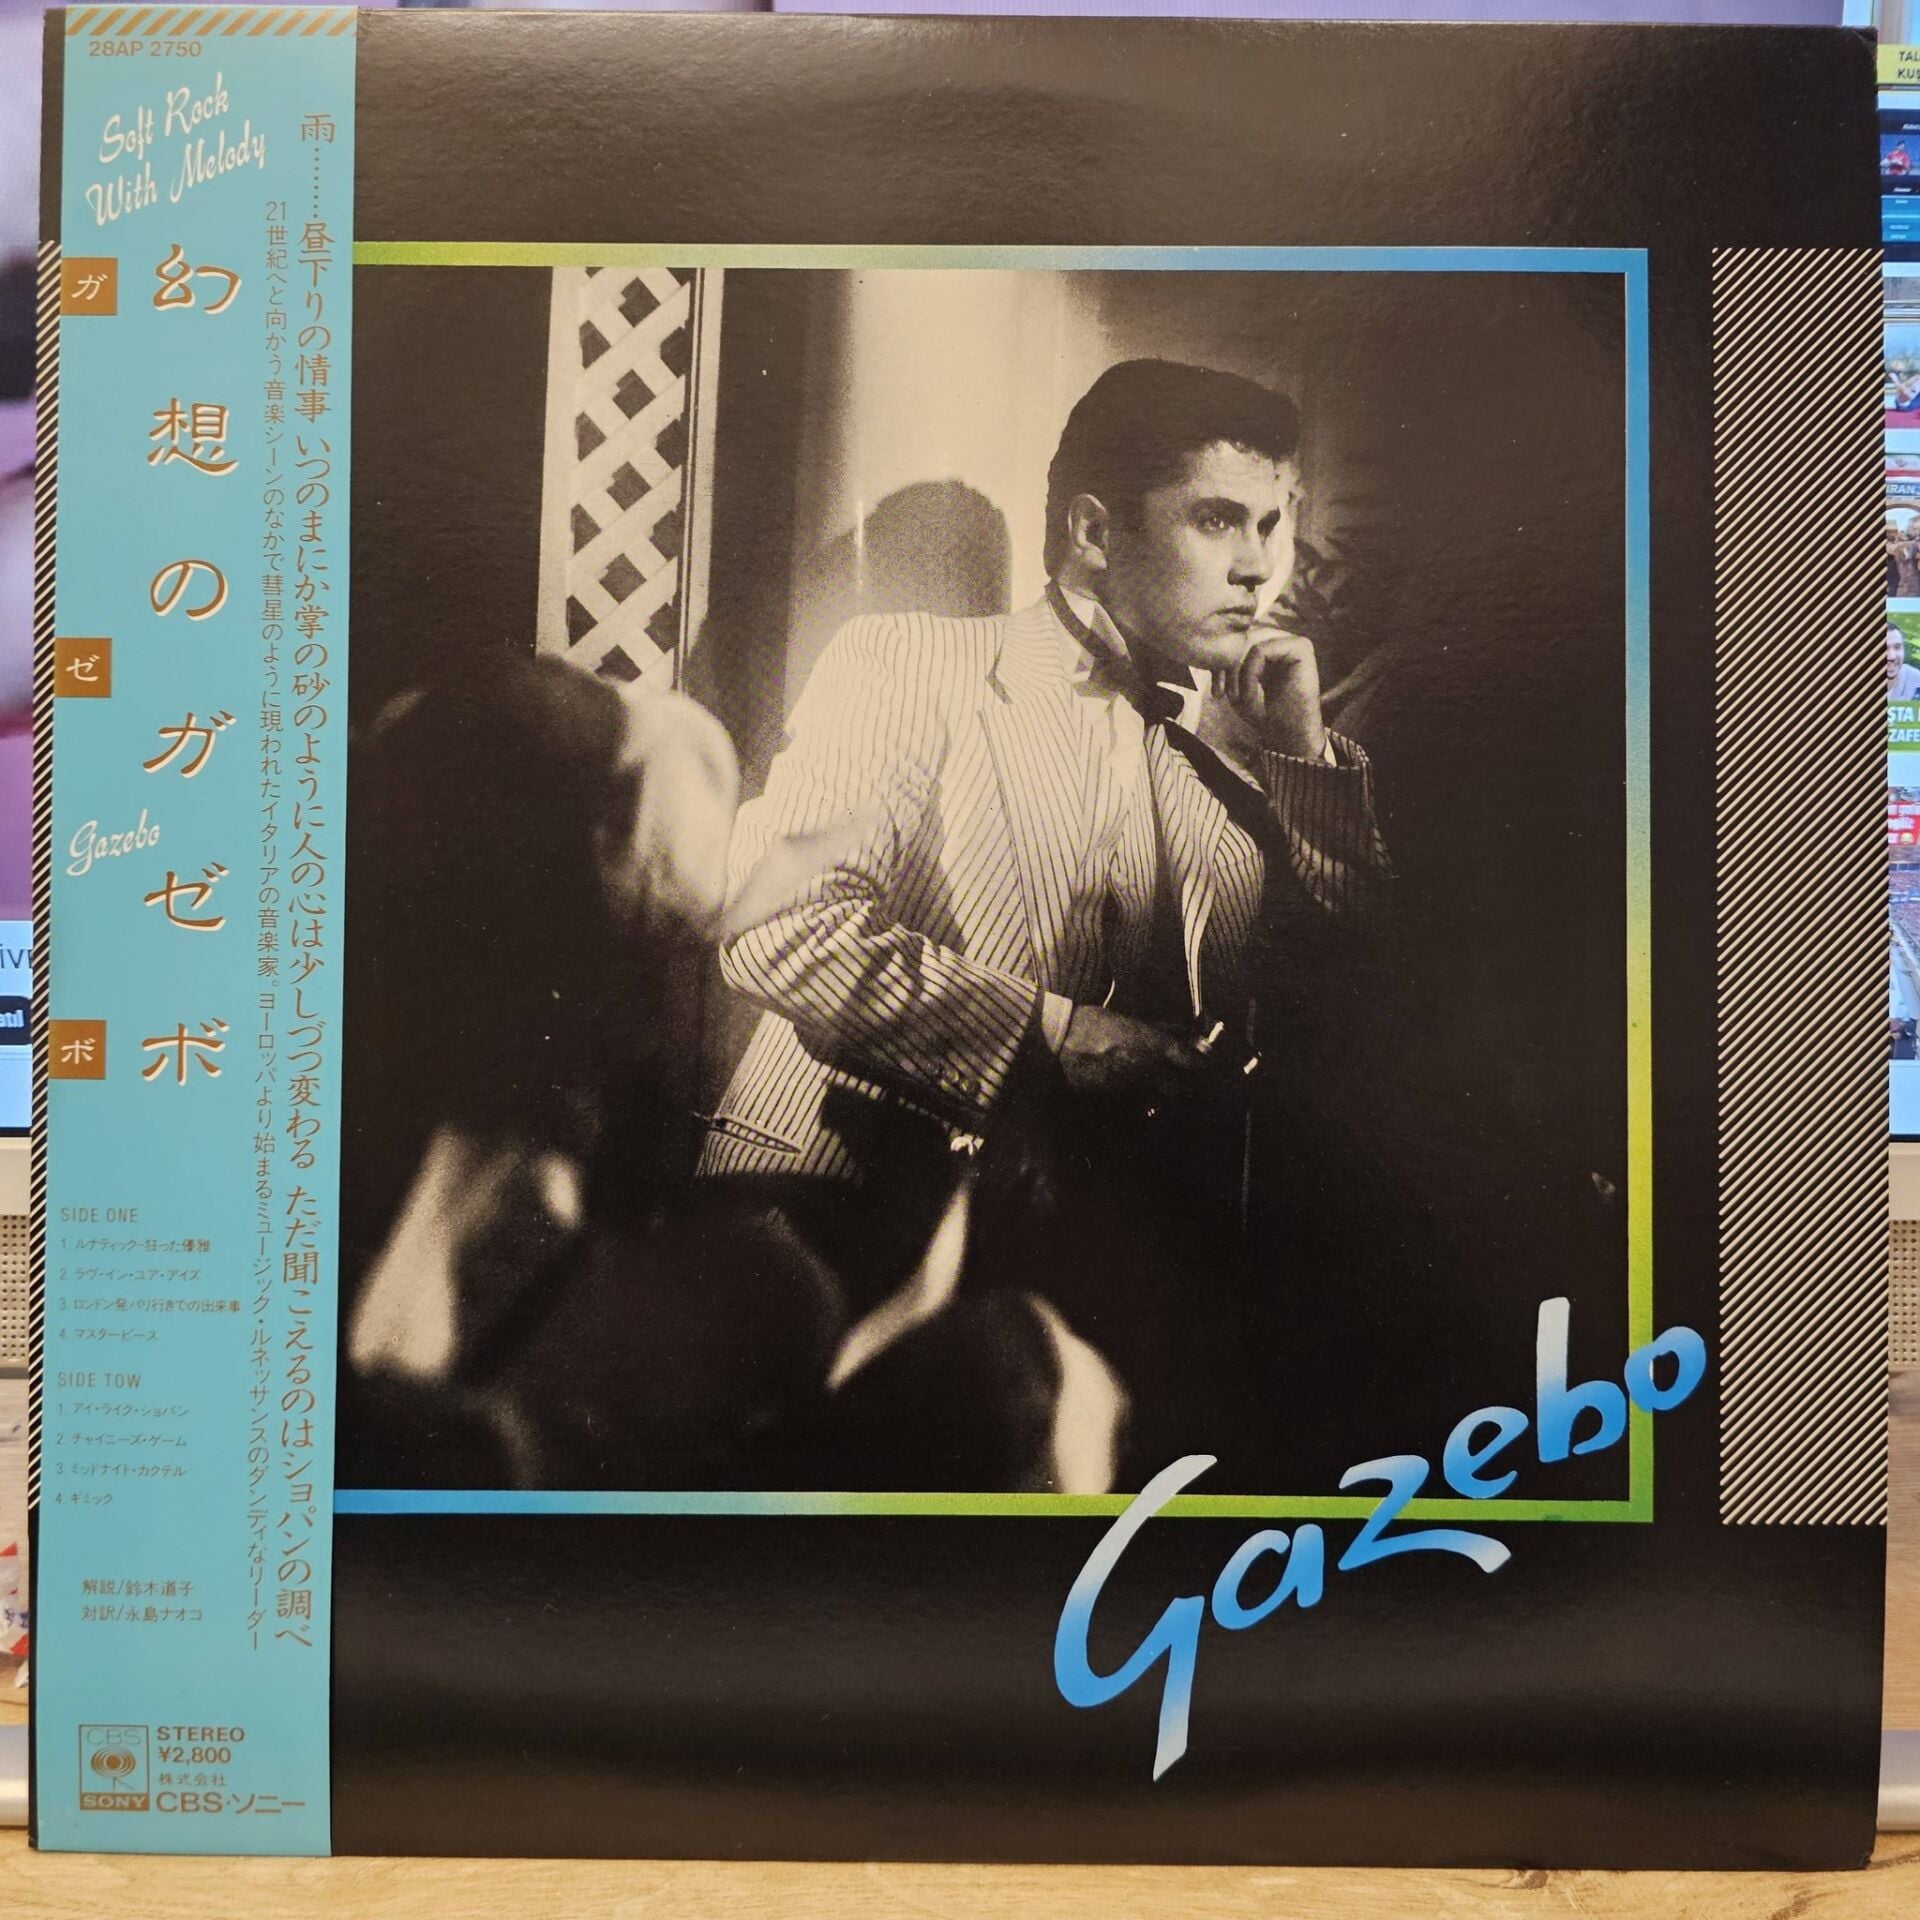 28AP 2750
Soft Rock
With Melody
雨………昼下りの情事 いつのまにか掌の砂のように人の心は少しづつ変わる ただ聞こえるのはショパンの調べ
21世紀へと向かう音楽シーンのなかで彗星のように現われたイタリアの音楽家。ヨーロッパより始まるミュージック・ルネッサンスのダンディなリーダー
幻想のガゼボ
ガゼボ
Gazebo
SIDE ONE
1. ルナティック-狂った優雅
2. ラヴ・イン・ユア・アイズ
3. ロンドン発パリ行きでの出来事
4. マスターピース
SIDE TOW
1. アイ・ライク・ショパン
2. チャイニーズ・ゲーム
3. ミッドナイト・カクテル
4. ギミック
解説/鈴木道子
対訳/永島ナオコ
CBS
SONY
STEREO
¥2,800
株式会社
CBS・ソニー
Gazebo
TAL
KUŞ
ŞTA
ZAFE